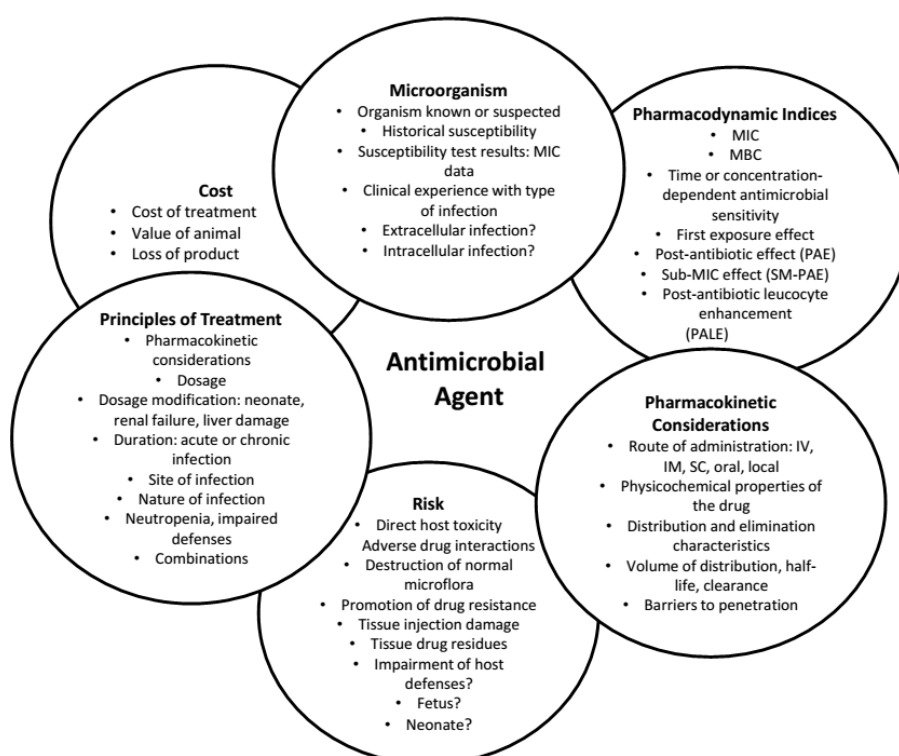 Microorganism
• Organism known or suspected
• Historical susceptibility
• Susceptibility test results: MIC
data
• Clinical experience with type
of infection
• Extracellular infection?
• Intracellular infection?
Pharmacodynamic Indices
• MIC
• MBC
• Time or concentration-
dependent antimicrobial
sensitivity
• First exposure effect
• Post-antibiotic effect (PAE)
• Sub-MIC effect (SM-PAE)
• Post-antibiotic leucocyte
enhancement
(PALE)
Cost
• Cost of treatment
• Value of animal
• Loss of product
Principles of Treatment
• Pharmacokinetic
considerations
• Dosage
• Dosage modification: neonate,
renal failure, liver damage
• Duration: acute or chronic
infection
• Site of infection
• Nature of infection
• Neutropenia, impaired
defenses
• Combinations
Antimicrobial
Agent
Pharmacokinetic
Considerations
• Route of administration: IV,
IM, SC, oral, local
• Physicochemical properties of
the drug
• Distribution and elimination
characteristics
• Volume of distribution, half-
life, clearance
• Barriers to penetration
Risk
• Direct host toxicity
Adverse drug interactions
• Destruction of normal
microflora
• Promotion of drug resistance
• Tissue injection damage
• Tissue drug residues
• Impairment of host
defenses?
• Fetus?
• Neonate?